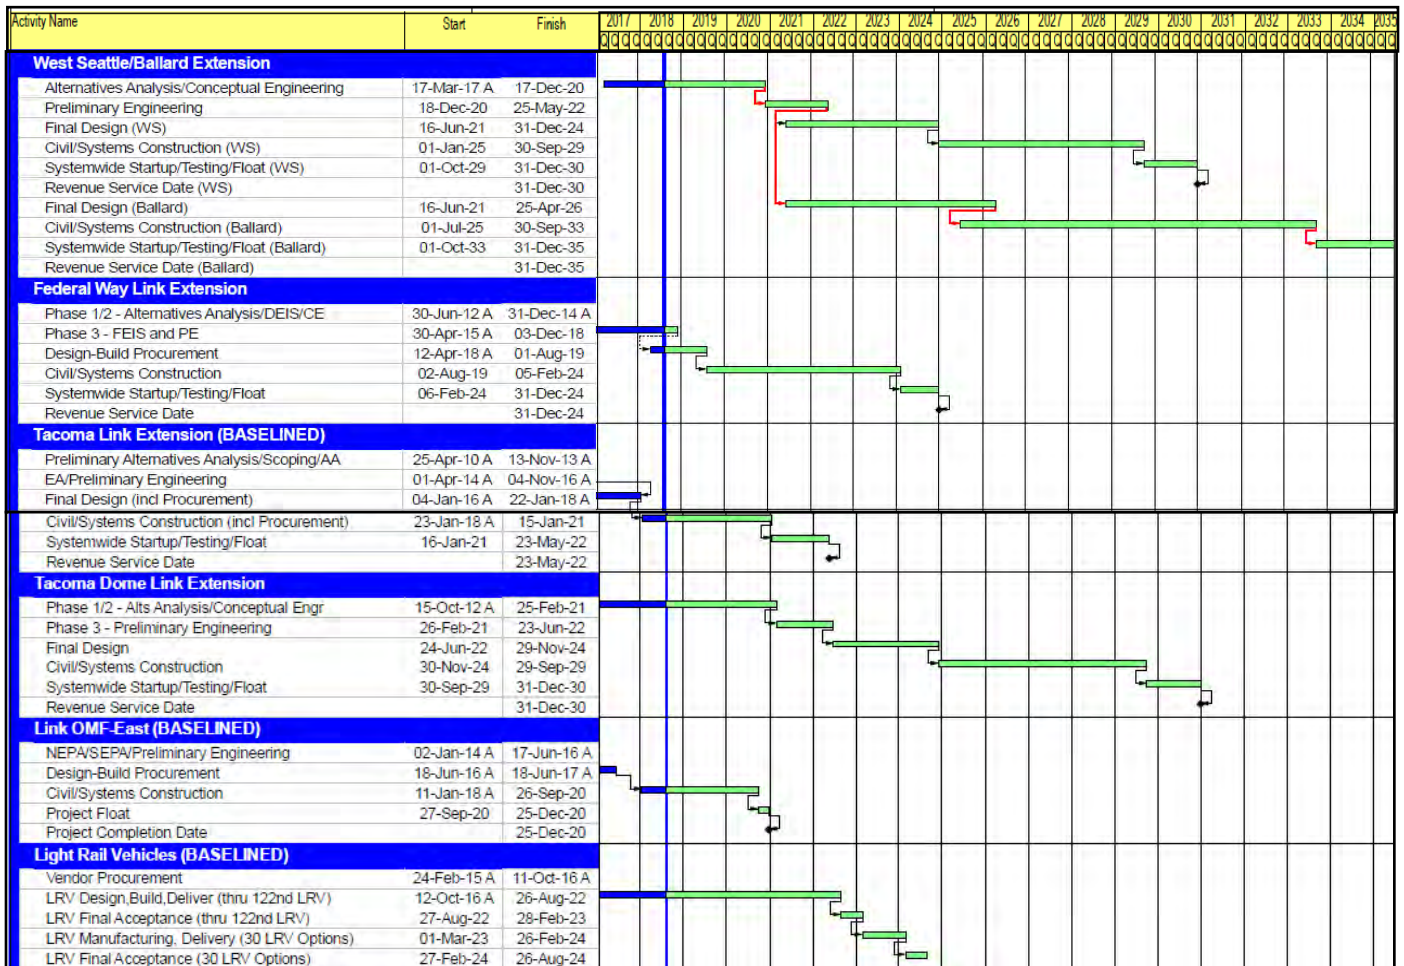 Activity Name Start Finish 2017 2018 2019 2020 2021 2022 2023 2024 2025 2026 2027 2028 2029 2030 2031 2032 2033 2034 2035
Q Q Q Q Q Q Q Q Q Q Q Q Q Q Q Q Q Q Q Q Q Q Q Q Q Q Q Q Q Q Q Q Q Q Q Q Q Q Q Q Q Q Q Q Q Q Q Q Q Q Q Q Q Q Q Q Q Q Q Q Q Q Q Q Q Q Q Q Q Q Q Q Q Q
West Seattle/Ballard Extension
Alternatives Analysis/Conceptual Engineering 17-Mar-17 A 17-Dec-20
Preliminary Engineering 18-Dec-20 25-May-22
Final Design (WS) 16-Jun-21 31-Dec-24
Civil/Systems Construction (WS) 01-Jan-25 30-Sep-29
Systemwide Startup/Testing/Float (WS) 01-Oct-29 31-Dec-30
Revenue Service Date (WS) 31-Dec-30
Final Design (Ballard) 16-Jun-21 25-Apr-26
Civil/Systems Construction (Ballard) 01-Jul-25 30-Sep-33
Systemwide Startup/Testing/Float (Ballard) 01-Oct-33 31-Dec-35
Revenue Service Date (Ballard) 31-Dec-35
Federal Way Link Extension
Phase 1/2 - Alternatives Analysis/DEIS/CE 30-Jun-12 A 31-Dec-14 A
Phase 3 - FEIS and PE 30-Apr-15 A 03-Dec-18
Design-Build Procurement 12-Apr-18 A 01-Aug-19
Civil/Systems Construction 02-Aug-19 05-Feb-24
Systemwide Startup/Testing/Float 06-Feb-24 31-Dec-24
Revenue Service Date 31-Dec-24
Tacoma Link Extension (BASELINED)
Preliminary Alternatives Analysis/Scoping/AA 25-Apr-10 A 13-Nov-13 A
EA/Preliminary Engineering 01-Apr-14 A 04-Nov-16 A
Final Design (incl Procurement) 04-Jan-16 A 22-Jan-18 A
Civil/Systems Construction (incl Procurement) 23-Jan-18 A 15-Jan-21
Systemwide Startup/Testing/Float 16-Jan-21 23-May-22
Revenue Service Date 23-May-22
Tacoma Dome Link Extension
Phase 1/2 - Alts Analysis/Conceptual Engr 15-Oct-12 A 25-Feb-21
Phase 3 - Preliminary Engineering 26-Feb-21 23-Jun-22
Final Design 24-Jun-22 29-Nov-24
Civil/Systems Construction 30-Nov-24 29-Sep-29
Systemwide Startup/Testing/Float 30-Sep-29 31-Dec-30
Revenue Service Date 31-Dec-30
Link OMF-East (BASELINED)
NEPA/SEPA/Preliminary Engineering 02-Jan-14 A 17-Jun-16 A
Design-Build Procurement 18-Jun-16 A 18-Jun-17 A
Civil/Systems Construction 11-Jan-18 A 26-Sep-20
Project Float 27-Sep-20 25-Dec-20
Project Completion Date 25-Dec-20
Light Rail Vehicles (BASELINED)
Vendor Procurement 24-Feb-15 A 11-Oct-16 A
LRV Design,Build,Deliver (thru 122nd LRV) 12-Oct-16 A 26-Aug-22
LRV Final Acceptance (thru 122nd LRV) 27-Aug-22 28-Feb-23
LRV Manufacturing, Delivery (30 LRV Options) 01-Mar-23 26-Feb-24
LRV Final Acceptance (30 LRV Options) 27-Feb-24 26-Aug-24